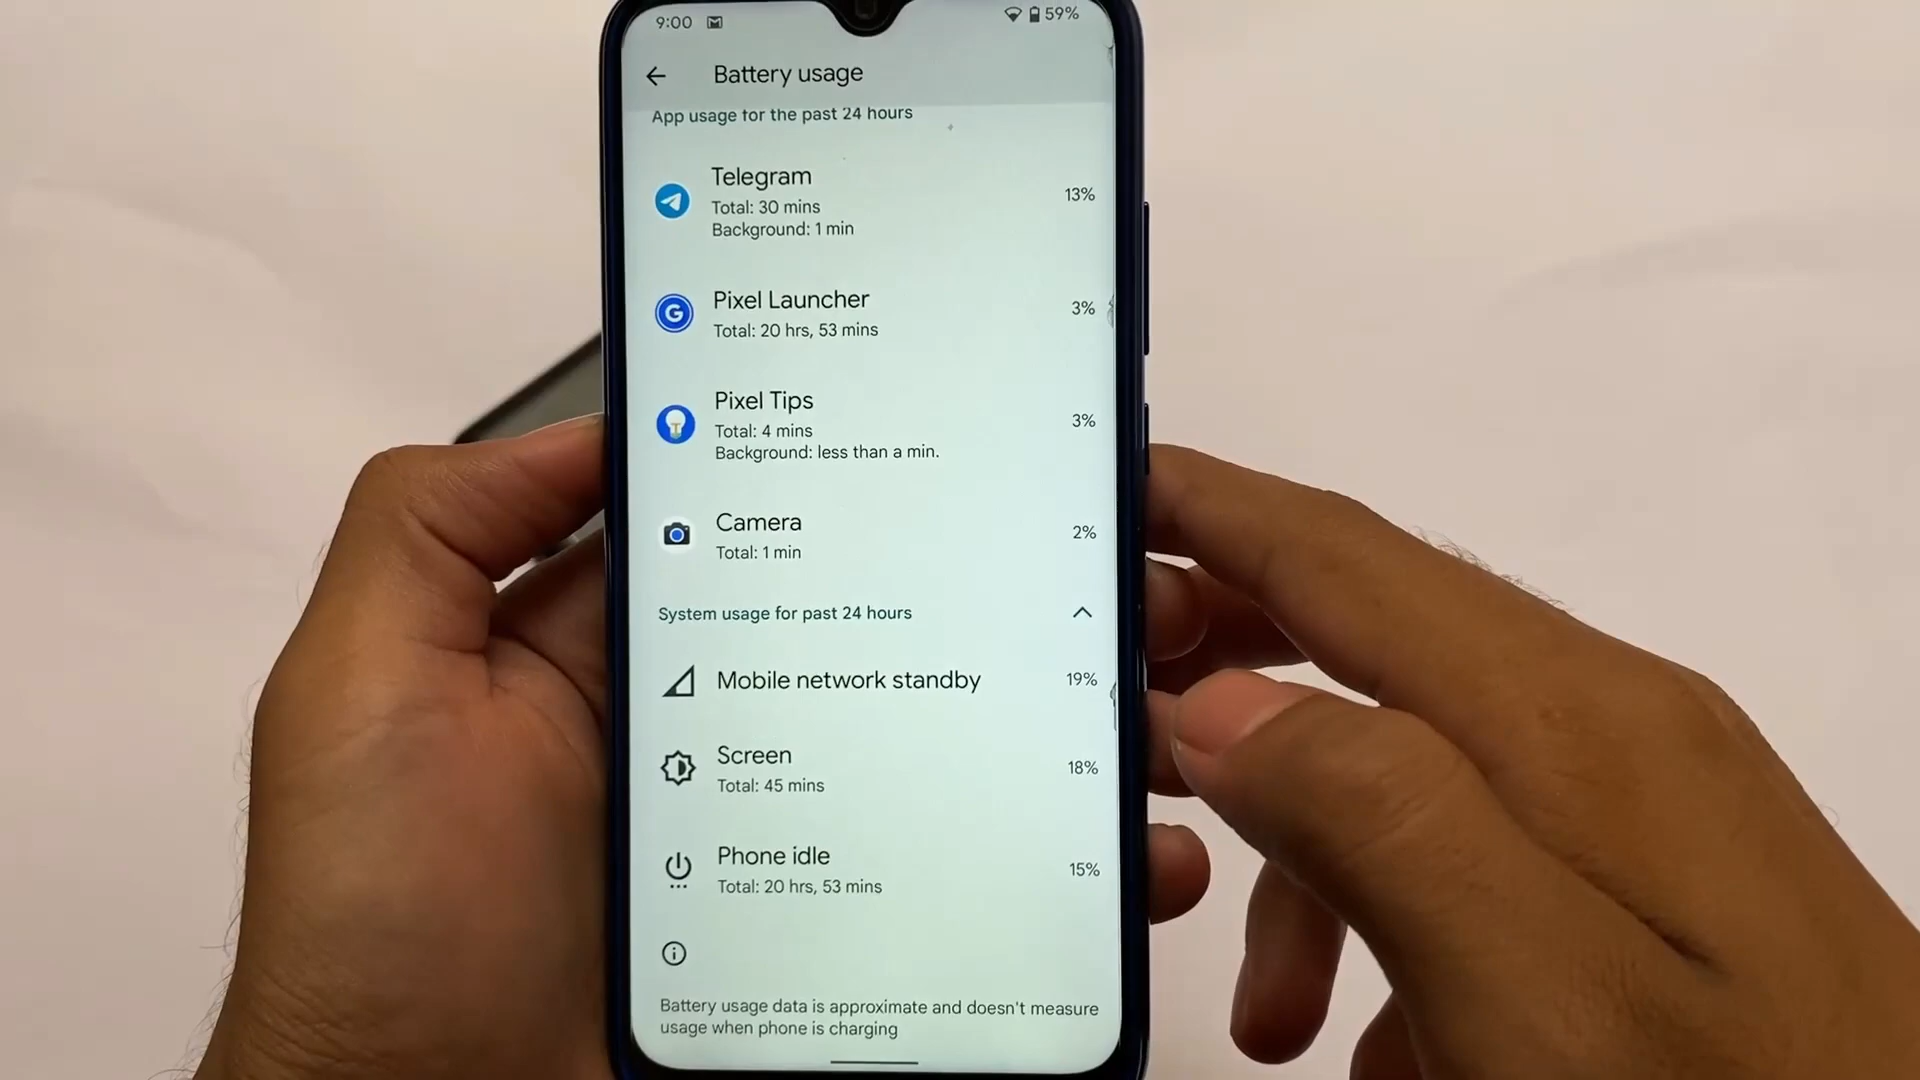 9:00
59%
Battery usage
App usage for the past 24 hours
Telegram
Total: 30 mins
Background: 1 min
13%
Pixel Launcher
Total: 20 hrs, 53 mins
3%
Pixel Tips
Total: 4 mins
Background: less than a min.
3%
Camera
Total: 1 min
2%
System usage for past 24 hours
Mobile network standby
19%
Screen
Total: 45 mins
18%
Phone idle
Total: 20 hrs, 53 mins
15%
Battery usage data is approximate and doesn't measure
usage when phone is charging